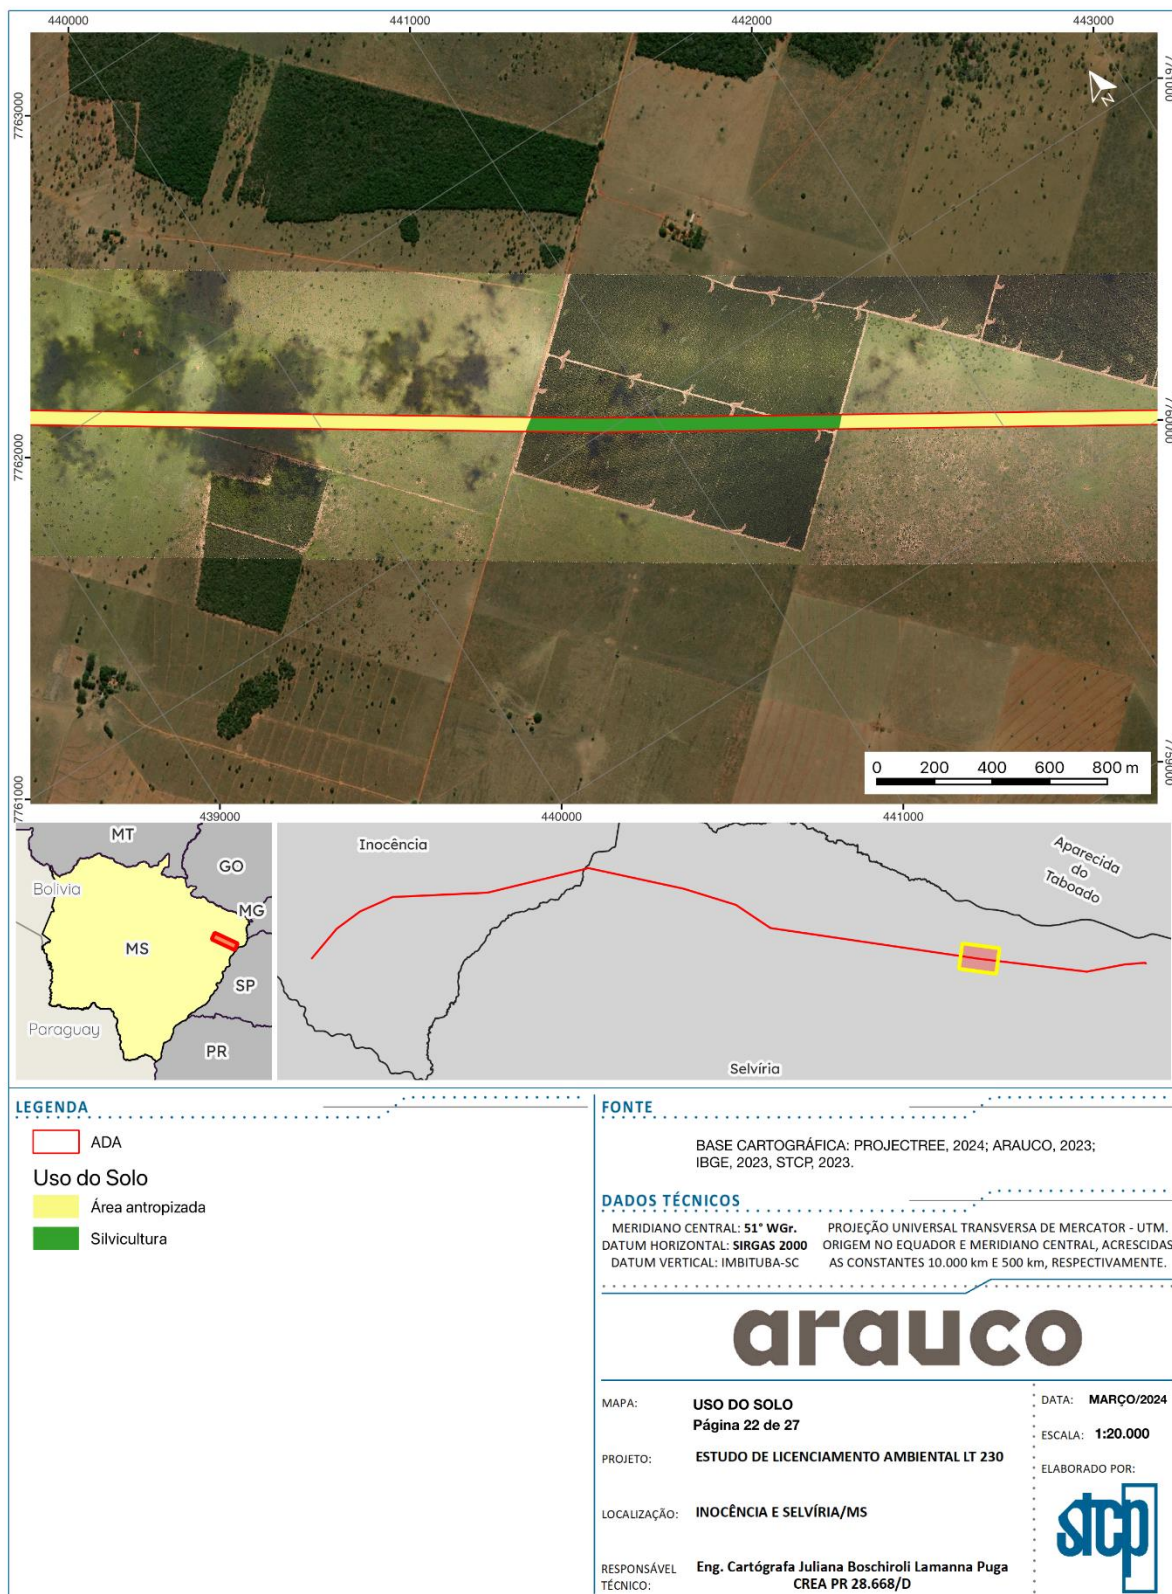 440000
441000
442000
443000
7763000
7762000
7761000
7760000
439000
440000
441000
N
0 200 400 600 800 m
MT
GO
Bolivia
MG
MS
SP
Paraguay
PR
Inocência
Aparecida
do
Taboado
Selvíria
LEGENDA
ADA
Uso do Solo
Área antropizada
Silvicultura
FONTE
BASE CARTOGRÁFICA: PROJECTREE, 2024; ARAUCO, 2023;
IBGE, 2023, STCP, 2023.
DADOS TÉCNICOS
MERIDIANO CENTRAL: 51° WGr.
DATUM HORIZONTAL: SIRGAS 2000
DATUM VERTICAL: IMBITUBA-SC
PROJEÇÃO UNIVERSAL TRANSVERSA DE MERCATOR - UTM.
ORIGEM NO EQUADOR E MERIDIANO CENTRAL, ACRESCIDAS
AS CONSTANTES 10.000 km E 500 km, RESPECTIVAMENTE.
arauco
MAPA: USO DO SOLO
Página 22 de 27
PROJETO: ESTUDO DE LICENCIAMENTO AMBIENTAL LT 230
LOCALIZAÇÃO: INOCÊNCIA E SELVÍRIA/MS
RESPONSÁVEL
TÉCNICO:
Eng. Cartógrafa Juliana Boschiroli Lamanna Puga
CREA PR 28.668/D
DATA: MARÇO/2024
ESCALA: 1:20.000
ELABORADO POR:
stcp